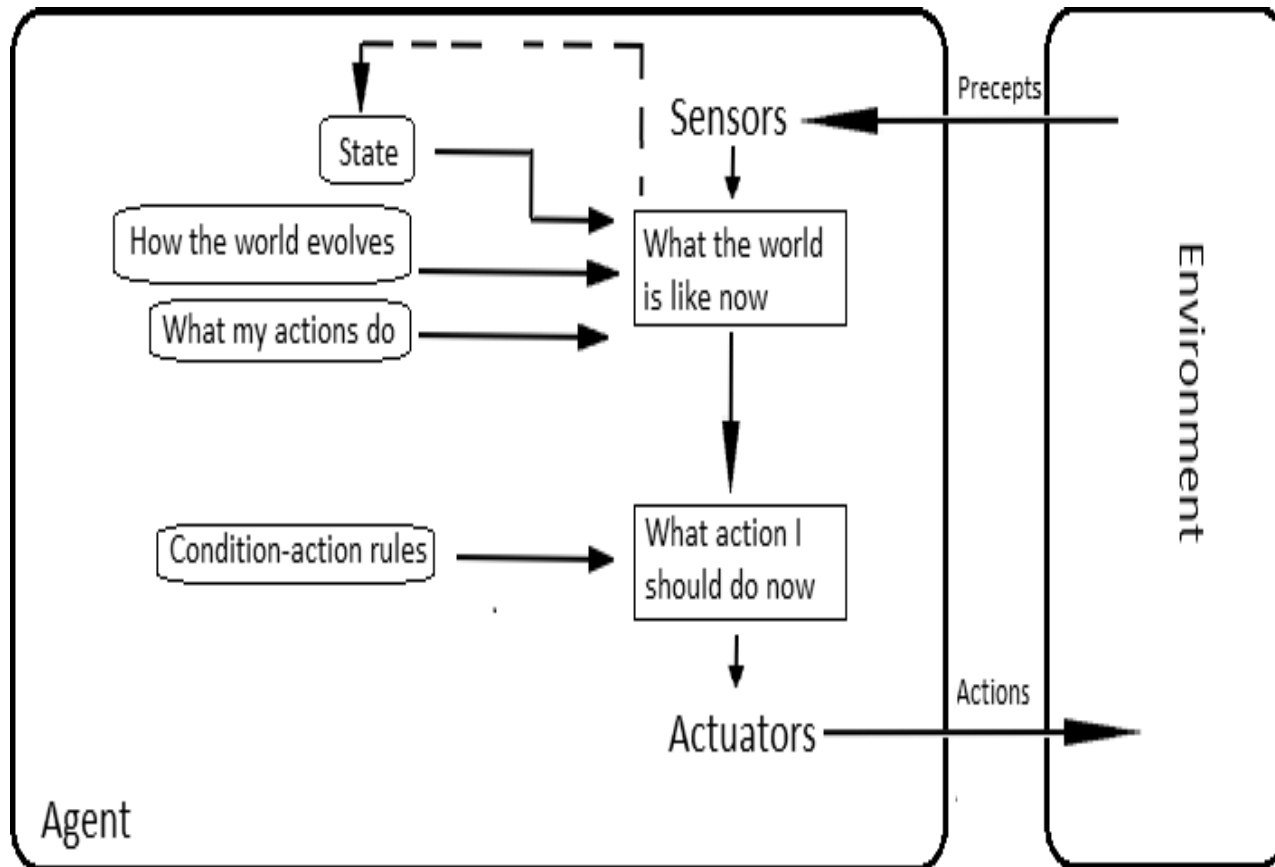 Precepts
Sensors
State
How the world evolves
What the world
is like now
What my actions do
Environment
Condition-action rules
What action I
should do now
Actions
Actuators
Agent